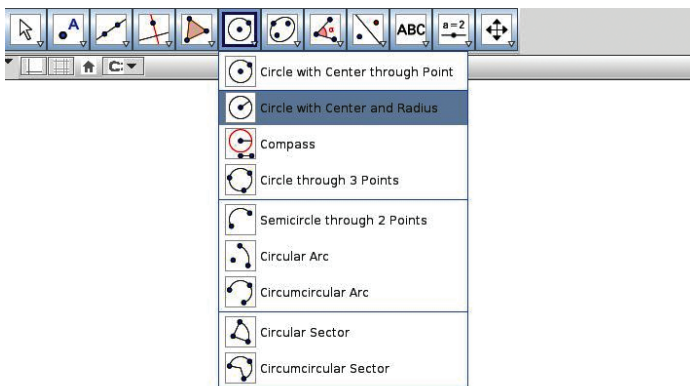 A
α
ABC
a=2
C:
Circle with Center through Point
Circle with Center and Radius
Compass
Circle through 3 Points
Semicircle through 2 Points
Circular Arc
Circumcircular Arc
Circular Sector
Circumcircular Sector